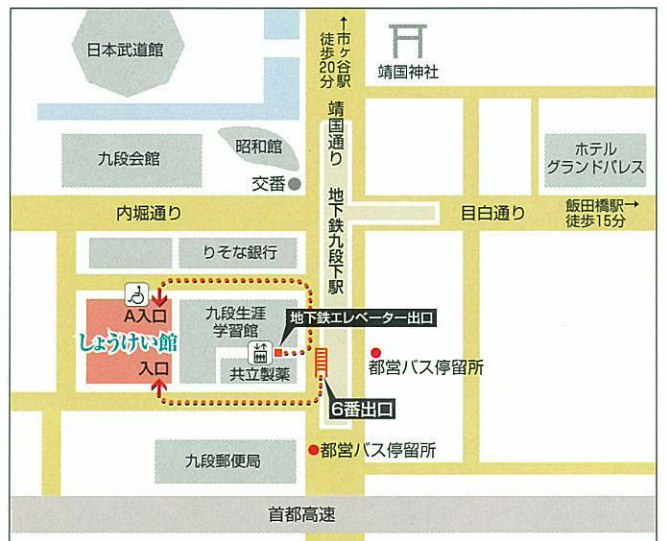 日本武道館
↑市ヶ谷駅
徒歩20分
靖国神社
靖国通り
九段会館
昭和館
交番
ホテル
グランドパレス
内堀通り
地下鉄九段下駅
目白通り
飯田橋駅→
徒歩15分
りそな銀行
A入口
しょうけい館
入口
九段生涯
学習館
地下鉄エレベーター出口
共立製薬
都営バス停留所
6番出口
九段郵便局
都営バス停留所
首都高速